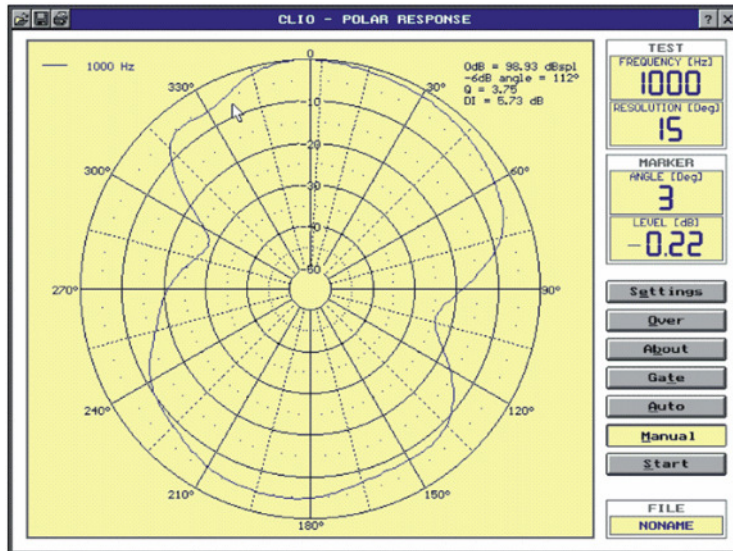 CLIO - POLAR RESPONSE
? X
1000 Hz
0dB = 98.93 dBspl
-6dB angle = 112°
Q = 3.75
DI = 5.73 dB
0
330°
30°
-10
-20
300°
60°
-30
-40
-50
270°
90°
240°
120°
210°
150°
180°
TEST
FREQUENCY [Hz]
1000
RESOLUTION [Deg]
15
MARKER
ANGLE [Deg]
3
LEVEL [dB]
-0.22
Settings
Over
About
Gate
Auto
Manual
Start
FILE
NONAME